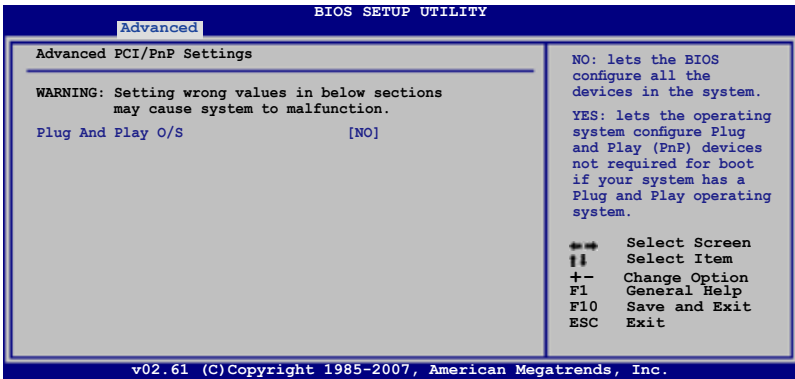 BIOS SETUP UTILITY
Advanced
Advanced PCI/PnP Settings
WARNING: Setting wrong values in below sections
may cause system to malfunction.
Plug And Play O/S [NO]
NO: lets the BIOS
configure all the
devices in the system.
YES: lets the operating
system configure Plug
and Play (PnP) devices
not required for boot
if your system has a
Plug and Play operating
system.
←→ Select Screen
↑↓ Select Item
+- Change Option
F1 General Help
F10 Save and Exit
ESC Exit
v02.61 (C)Copyright 1985-2007, American Megatrends, Inc.